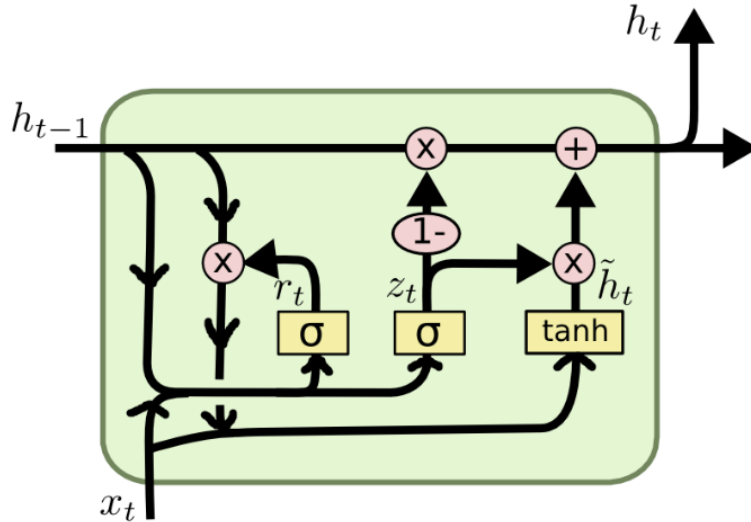 h_t
h_{t-1}
x +
1-
x r_t z_t x h̃_t
σ σ tanh
x_t